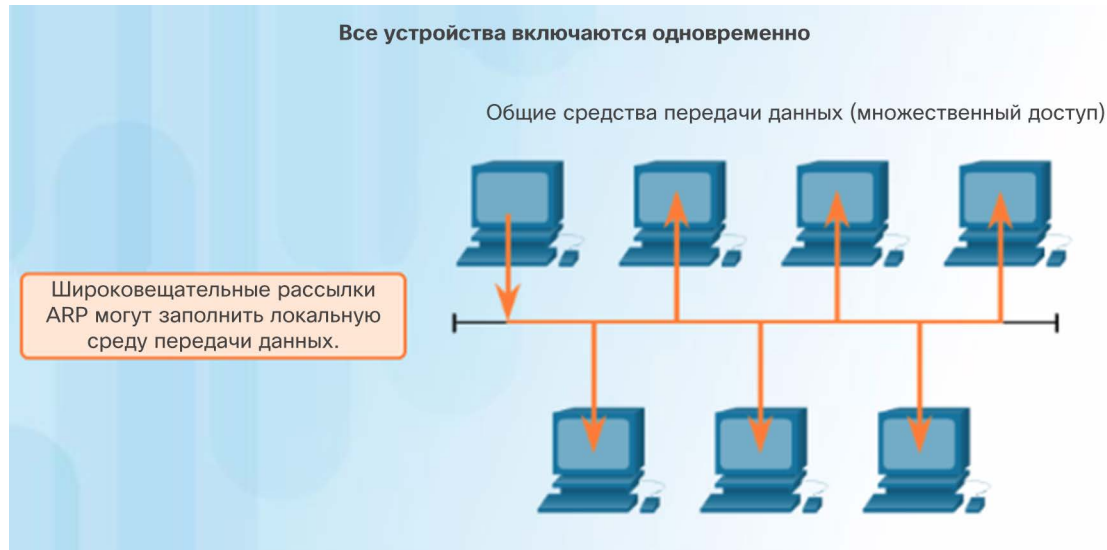 Все устройства включаются одновременно
Общие средства передачи данных (множественный доступ)
Широковещательные рассылки
ARP могут заполнить локальную
среду передачи данных.